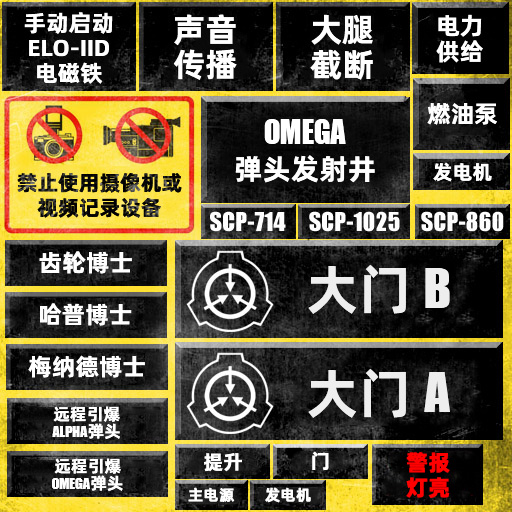 手动启动
ELO-IID
电磁铁
声音
传播
大腿
截断
电力
供给
燃油泵
发电机
禁止使用摄像机或
视频记录设备
OMEGA
弹头发射井
SCP-714
SCP-1025
SCP-860
齿轮博士
哈普博士
梅纳德博士
远程引爆
ALPHA弹头
远程引爆
OMEGA弹头
大门 B
大门 A
提升
门
主电源
发电机
警报
灯亮